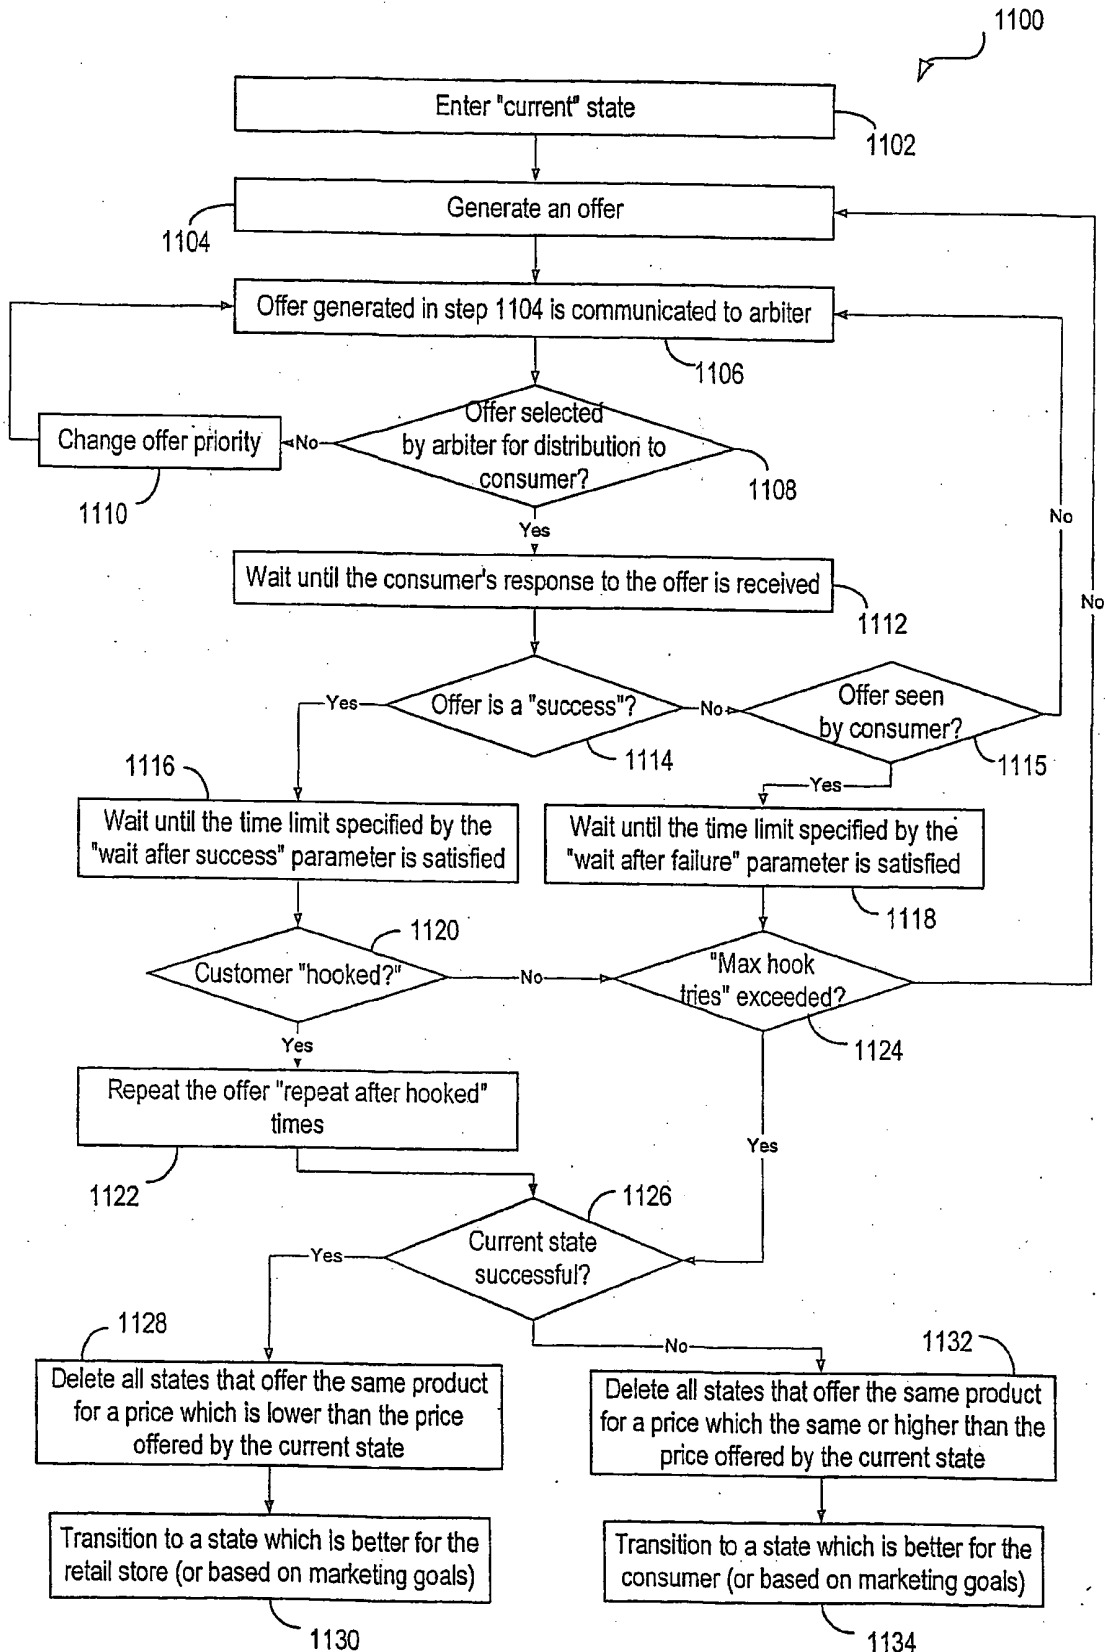 1100
Enter "current" state
1102
Generate an offer
1104
Offer generated in step 1104 is communicated to arbiter
1106
Offer selected
by arbiter for distribution to
consumer?
1108
No
Change offer priority
1110
Yes
No
No
Wait until the consumer's response to the offer is received
1112
Offer is a "success"?
1114
Yes
No
Offer seen
by consumer?
1115
Yes
1116
Wait until the time limit specified by the
"wait after success" parameter is satisfied
Wait until the time limit specified by the
"wait after failure" parameter is satisfied
1118
1120
Customer "hooked?"
No
"Max hook
tries" exceeded?
1124
Yes
Repeat the offer "repeat after hooked"
times
1122
Yes
1126
Current state
successful?
Yes
No
1128
Delete all states that offer the same product
for a price which is lower than the price
offered by the current state
1132
Delete all states that offer the same product
for a price which the same or higher than the
price offered by the current state
Transition to a state which is better for the
retail store (or based on marketing goals)
1130
Transition to a state which is better for the
consumer (or based on marketing goals)
1134